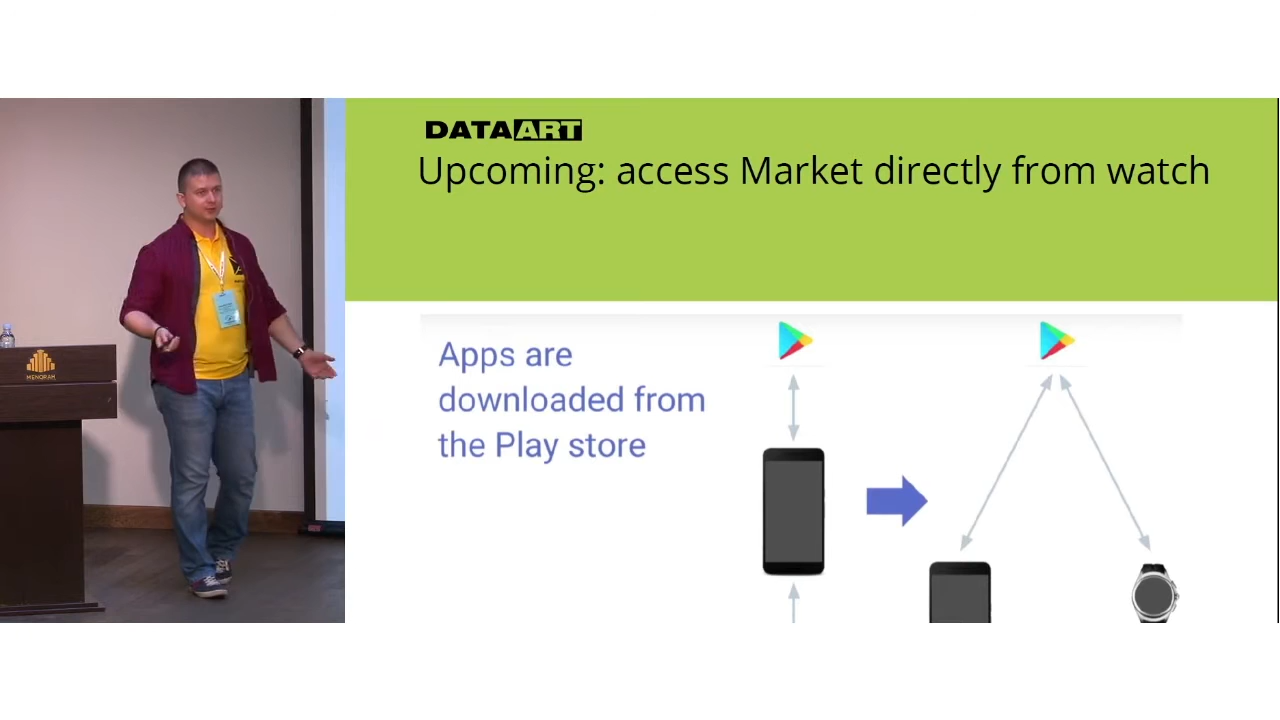 DATAART
Upcoming: access Market directly from watch
Apps are
downloaded from
the Play store
MENORAH